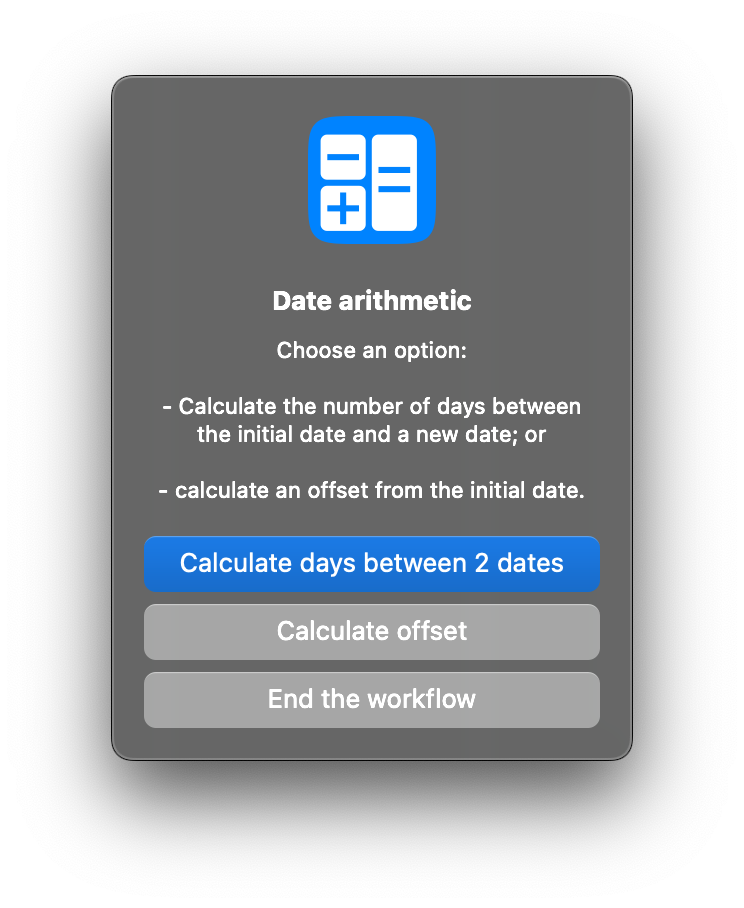 Date arithmetic
Choose an option:
- Calculate the number of days between
the initial date and a new date; or
- calculate an offset from the initial date.
Calculate days between 2 dates
Calculate offset
End the workflow